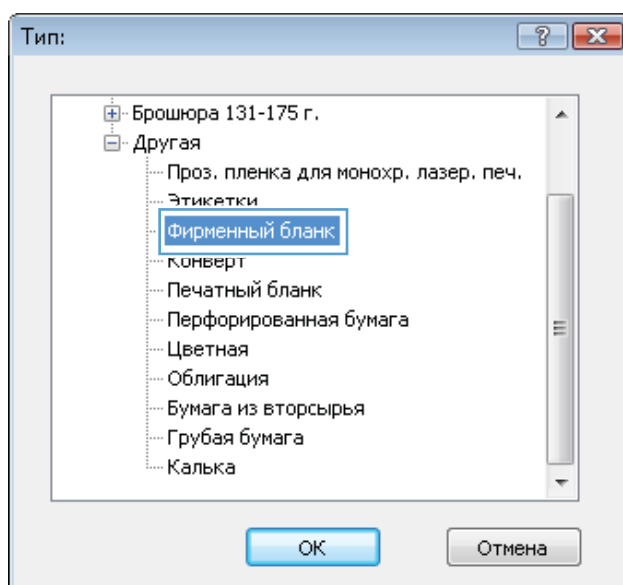 Тип:
Брошюра 131-175 г.
Другая
Проз. пленка для монохр. лазер. печ.
Этикетки
Фирменный бланк
Конверт
Печатный бланк
Перфорированная бумага
Цветная
Облигация
Бумага из вторсырья
Грубая бумага
Калька
ОК
Отмена